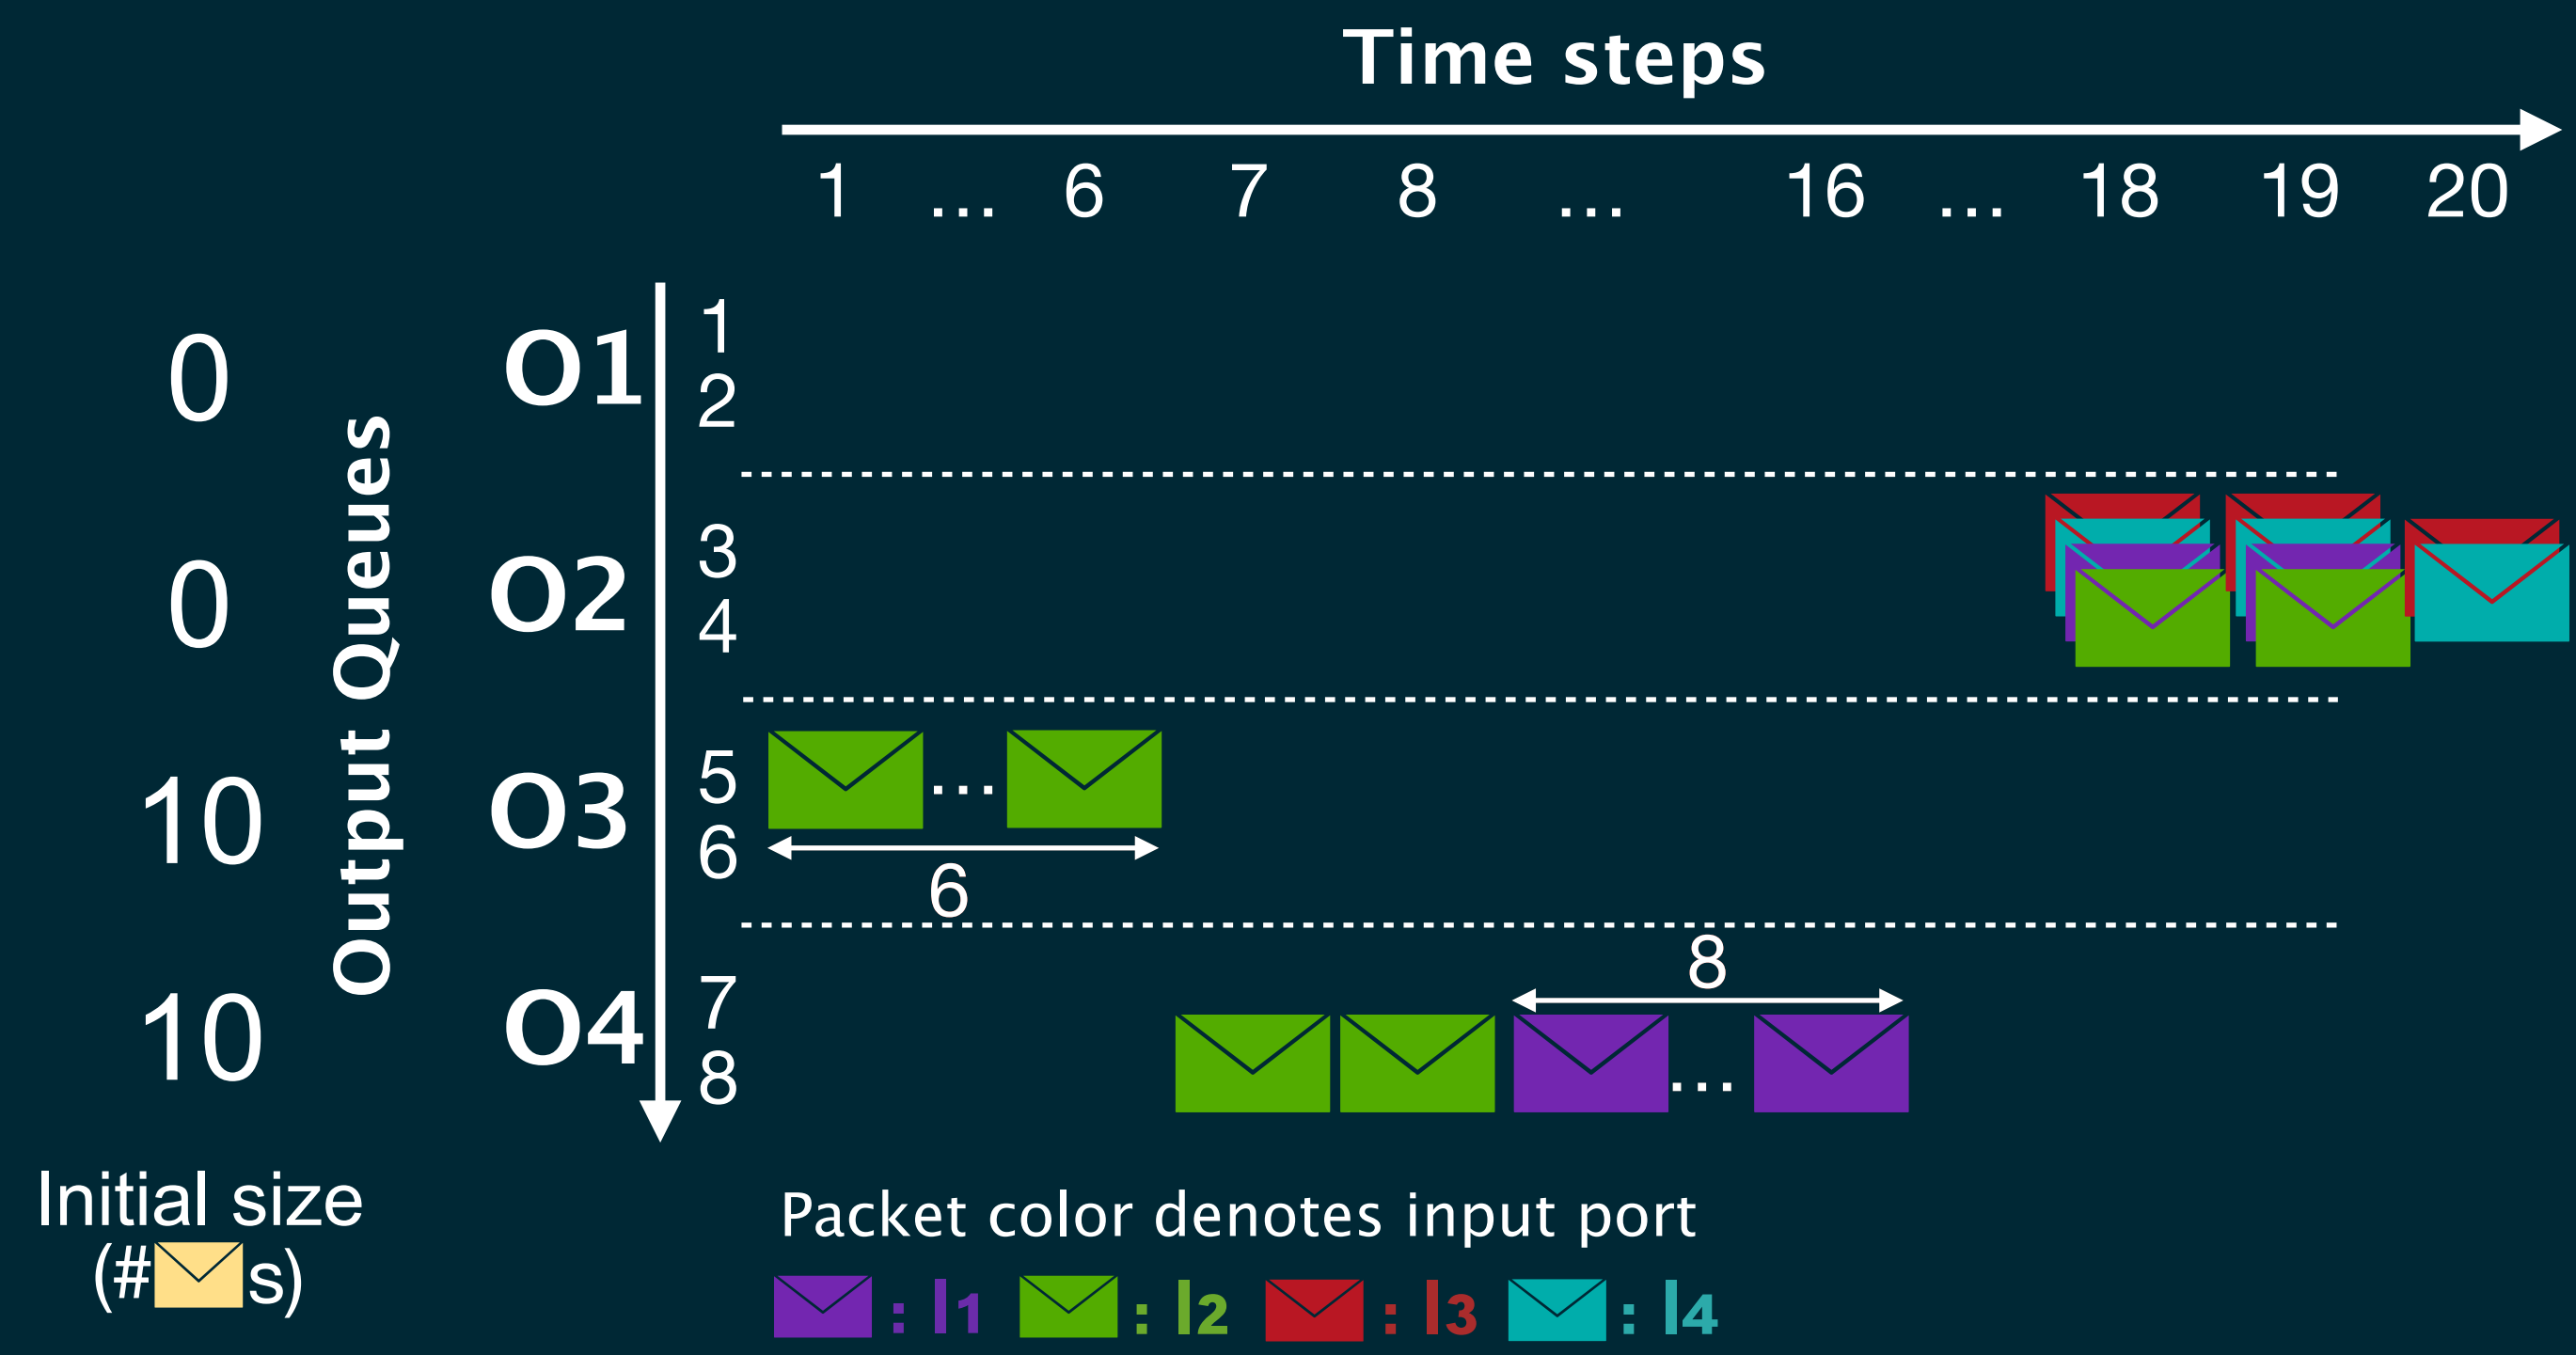 Time steps
1 ... 6 7 8 ... 16 ... 18 19 20
Output Queues
0 O1 1
2
0 O2 3
4
10 O3 5
6
...
6
10 O4 7
8
8
...
Initial size
(# s)
Packet color denotes input port
: I1 : I2 : I3 : I4